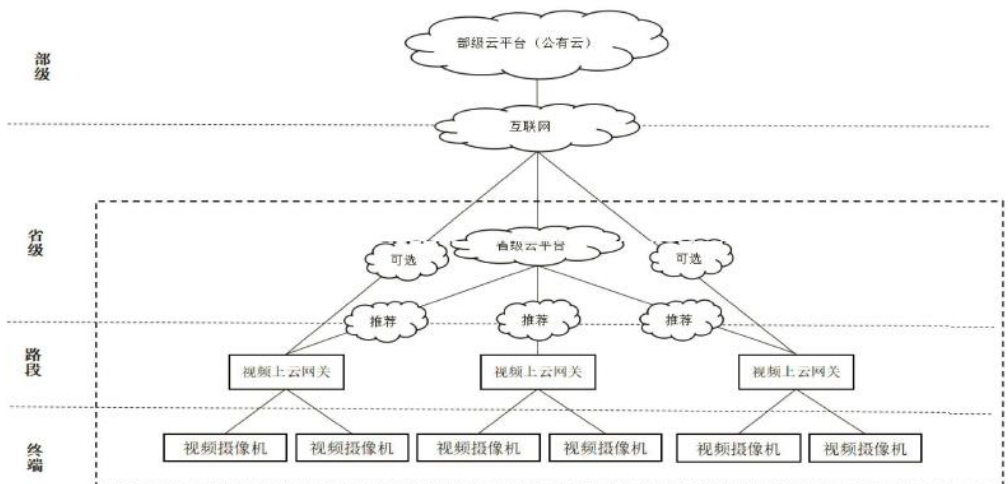 部级
部级云平台（公有云）
互联网
省级
省级云平台
可选
可选
推荐
推荐
推荐
路段
视频上云网关
视频上云网关
视频上云网关
终端
视频摄像机
视频摄像机
视频摄像机
视频摄像机
视频摄像机
视频摄像机